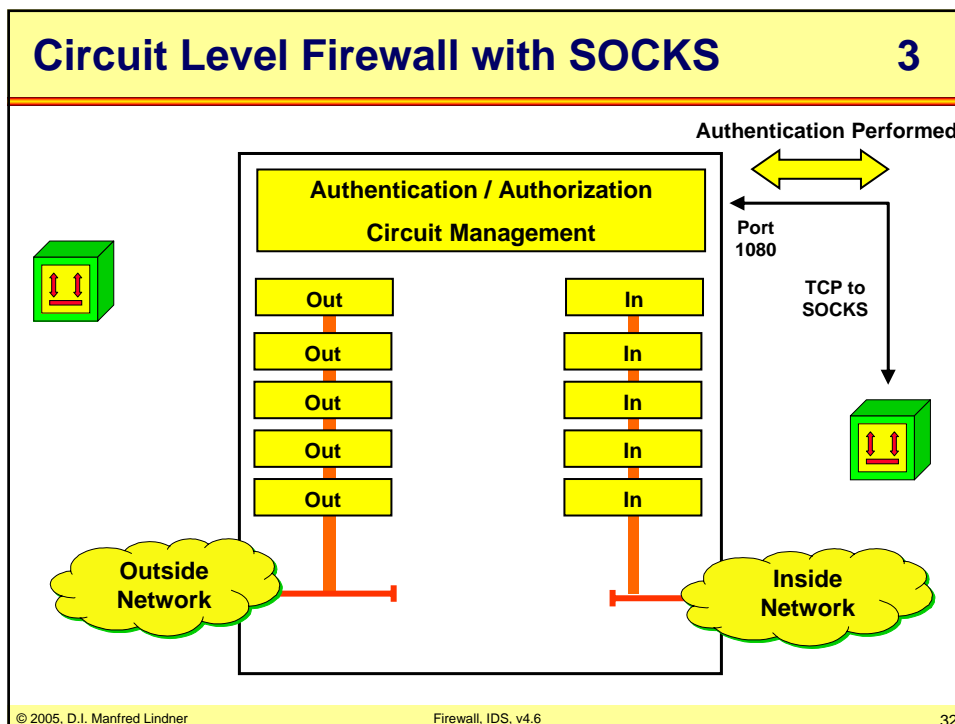 Circuit Level Firewall with SOCKS 3
Authentication Performed
Authentication / Authorization
Circuit Management
Port
1080
TCP to
SOCKS
Out In
Out In
Out In
Out In
Out In
Outside
Network
Inside
Network
© 2005, D.I. Manfred Lindner Firewall, IDS, v4.6 32